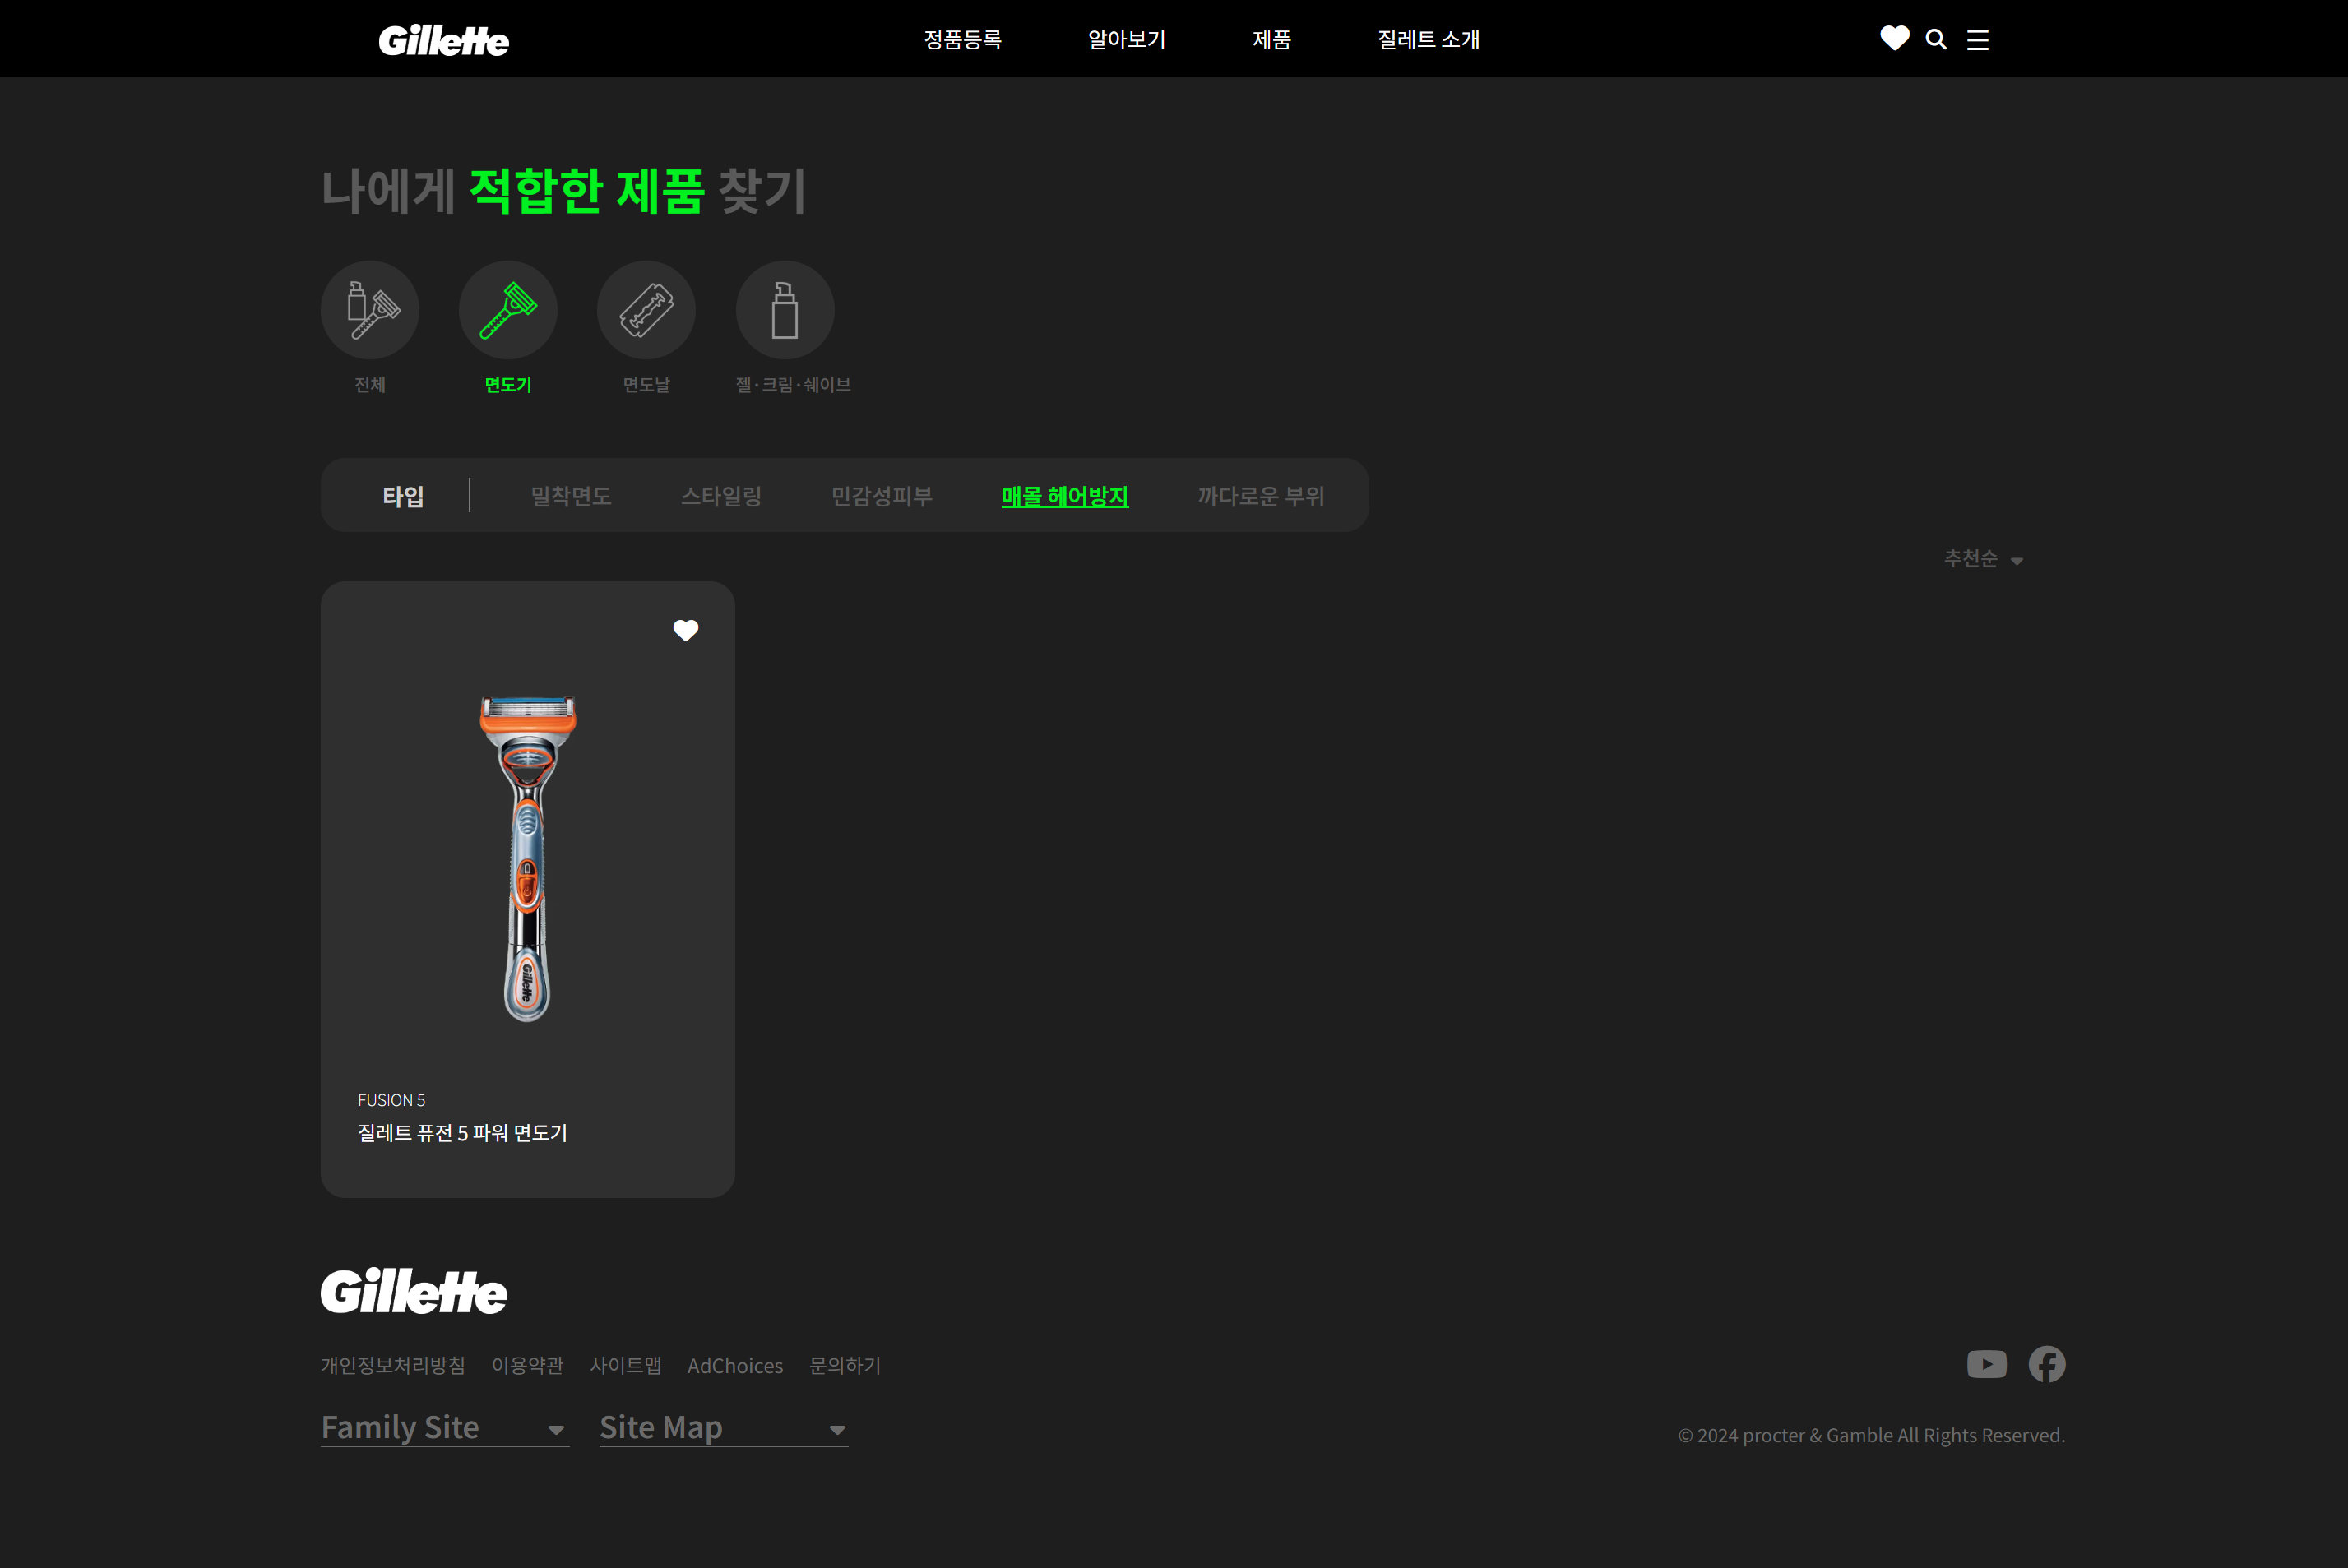 Gillette
정품등록 알아보기 제품 질레트 소개
나에게 적합한 제품 찾기
전체 면도기 면도날 젤·크림·쉐이브
타입 밀착면도 스타일링 민감성피부 매몰 헤어방지 까다로운 부위
추천순
Gillette
FUSION 5
질레트 퓨전 5 파워 면도기
Gillette
개인정보처리방침 이용약관 사이트맵 AdChoices 문의하기
Family Site Site Map
© 2024 procter & Gamble All Rights Reserved.